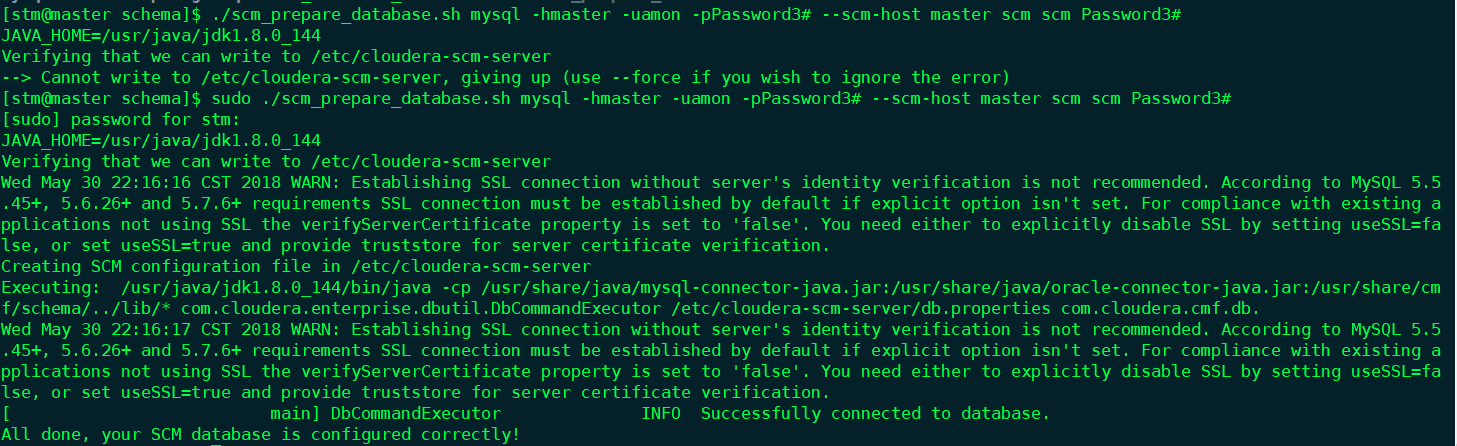 [stm@master schema]$ ./scm_prepare_database.sh mysql -hmaster -uamon -pPassword3# --scm-host master scm scm Password3#
JAVA_HOME=/usr/java/jdk1.8.0_144
Verifying that we can write to /etc/cloudera-scm-server
--> Cannot write to /etc/cloudera-scm-server, giving up (use --force if you wish to ignore the error)
[stm@master schema]$ sudo ./scm_prepare_database.sh mysql -hmaster -uamon -pPassword3# --scm-host master scm scm Password3#
[sudo] password for stm:
JAVA_HOME=/usr/java/jdk1.8.0_144
Verifying that we can write to /etc/cloudera-scm-server
Wed May 30 22:16:16 CST 2018 WARN: Establishing SSL connection without server's identity verification is not recommended. According to MySQL 5.5
.45+, 5.6.26+ and 5.7.6+ requirements SSL connection must be established by default if explicit option isn't set. For compliance with existing a
pplications not using SSL the verifyServerCertificate property is set to 'false'. You need either to explicitly disable SSL by setting useSSL=fa
lse, or set useSSL=true and provide truststore for server certificate verification.
Creating SCM configuration file in /etc/cloudera-scm-server
Executing:  /usr/java/jdk1.8.0_144/bin/java -cp /usr/share/java/mysql-connector-java.jar:/usr/share/java/oracle-connector-java.jar:/usr/share/cm
f/schema/../lib/* com.cloudera.enterprise.dbutil.DbCommandExecutor /etc/cloudera-scm-server/db.properties com.cloudera.cmf.db.
Wed May 30 22:16:17 CST 2018 WARN: Establishing SSL connection without server's identity verification is not recommended. According to MySQL 5.5
.45+, 5.6.26+ and 5.7.6+ requirements SSL connection must be established by default if explicit option isn't set. For compliance with existing a
pplications not using SSL the verifyServerCertificate property is set to 'false'. You need either to explicitly disable SSL by setting useSSL=fa
lse, or set useSSL=true and provide truststore for server certificate verification.
[                          main] DbCommandExecutor              INFO  Successfully connected to database.
All done, your SCM database is configured correctly!